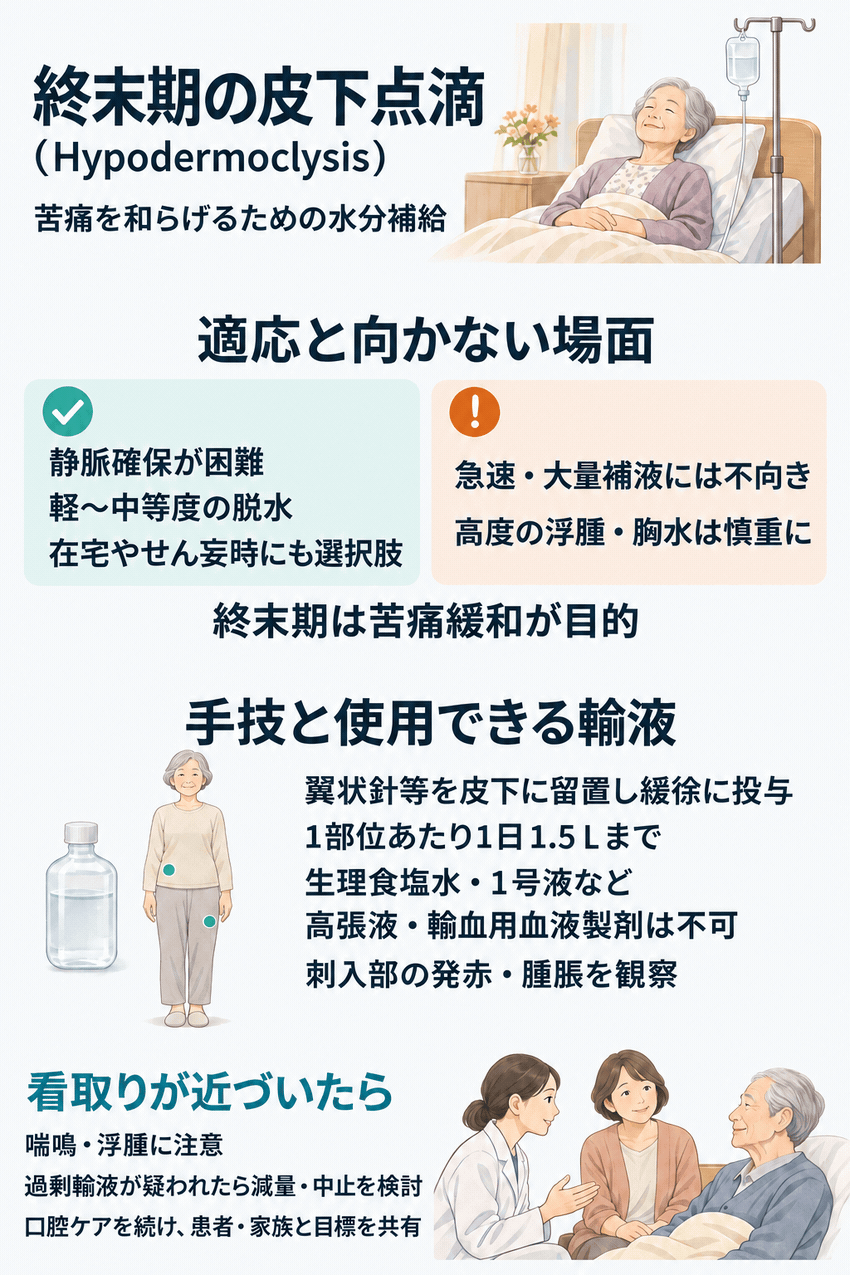 終末期の皮下点滴
(Hypodermoclysis)
苦痛を和らげるための水分補給
適応と向かない場面
静脈確保が困難
軽～中等度の脱水
在宅やせん妄時にも選択肢
急速・大量補液には不向き
高度の浮腫・胸水は慎重に
終末期は苦痛緩和が目的
手技と使用できる輸液
翼状針等を皮下に留置し緩徐に投与
1部位あたり1日1.5Lまで
生理食塩水・1号液など
高張液・輸血用血液製剤は不可
刺入部の発赤・腫脹を観察
看取りが近づいたら
喘鳴・浮腫に注意
過剰輸液が疑われたら減量・中止を検討
口腔ケアを続け、患者・家族と目標を共有